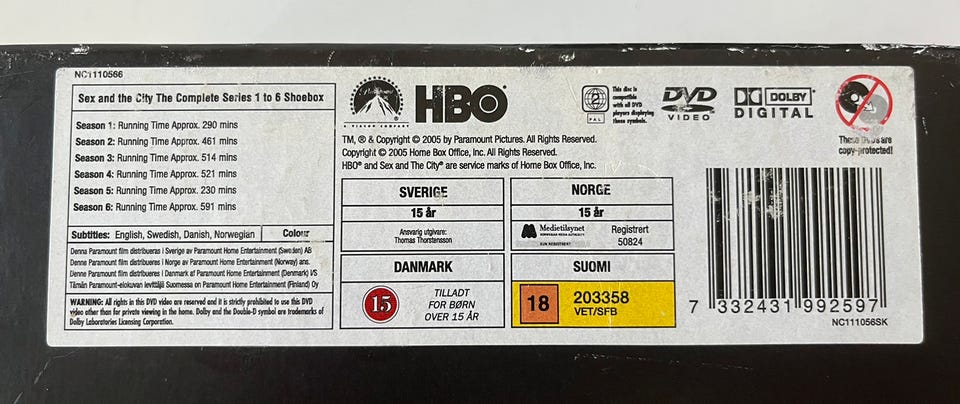 NC1110566
Sex and the City The Complete Series 1 to 6 Shoebox
Season 1: Running Time Approx. 290 mins
Season 2: Running Time Approx. 461 mins
Season 3: Running Time Approx. 514 mins
Season 4: Running Time Approx. 521 mins
Season 5: Running Time Approx. 230 mins
Season 6: Running Time Approx. 591 mins
Subtitles: English, Swedish, Danish, Norwegian
Colour
Denna Paramount film distribueras i Sverige av Paramount Home Entertainment (Sweden) AB
Denne Paramount film distribueres i Norge av Paramount Home Entertainment (Norway) ans.
Denne Paramount film distribueres i Danmark af Paramount Home Entertainment (Denmark) I/S
Tämän Paramount-elokuvan levittäjä Suomessa on Paramount Home Entertainment (Finland) Oy
WARNING: All rights in this DVD video are reserved and it is strictly prohibited to use this DVD
video other than for private viewing in the home. Dolby and the Double-D symbol are trademarks of
Dolby Laboratories Licensing Corporation.
Paramount
A VIACOM COMPANY
HBO®
TM, ® & Copyright © 2005 by Paramount Pictures. All Rights Reserved.
Copyright © 2005 Home Box Office, Inc. All Rights Reserved.
HBO® and Sex and The City® are service marks of Home Box Office, Inc.
2
PAL
This disc is
compatible
with all DVD
players displaying
these symbols.
DVD
VIDEO
DOLBY
DIGITAL
These DVDs are
copy-protected!
SVERIGE
15 år
Ansvarig utgivare:
Thomas Thorstensson
NORGE
15 år
Medietilsynet
NORWEGIAN MEDIA AUTHORITY
KUN REGISTRERT
Registrert
50824
DANMARK
15
TILLADT
FOR BØRN
OVER 15 ÅR
SUOMI
18
203358
VET/SFB
7 332431 992597
NC111056SK